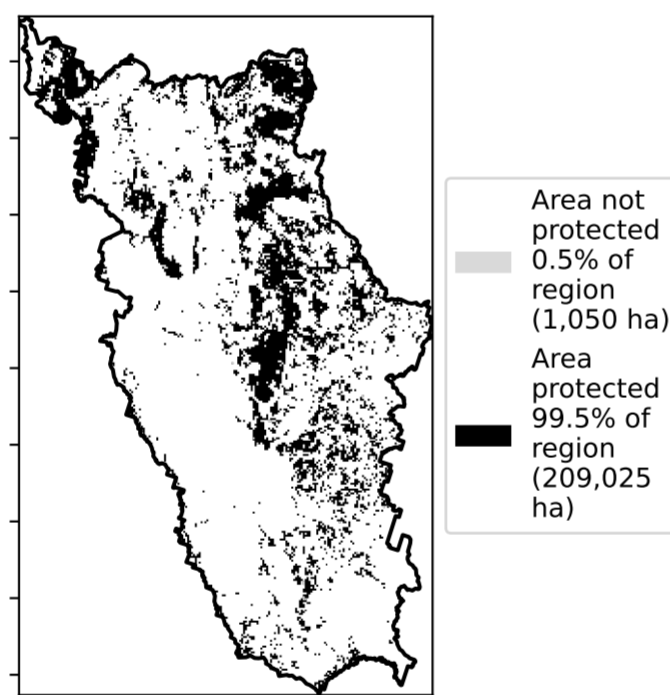 Area not
protected
0.5% of
region
(1,050 ha)
Area
protected
99.5% of
region
(209,025
ha)